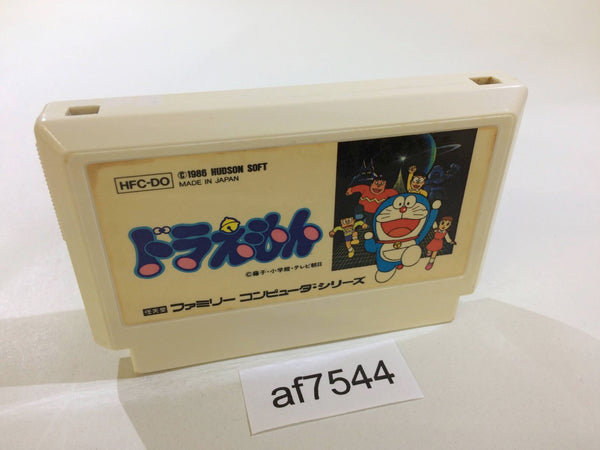 HFC-DO
©1986 HUDSON SOFT
MADE IN JAPAN
ドラえもん
©藤子・小学館・テレビ朝日
任天堂 ファミリー コンピュータ・シリーズ
af7544